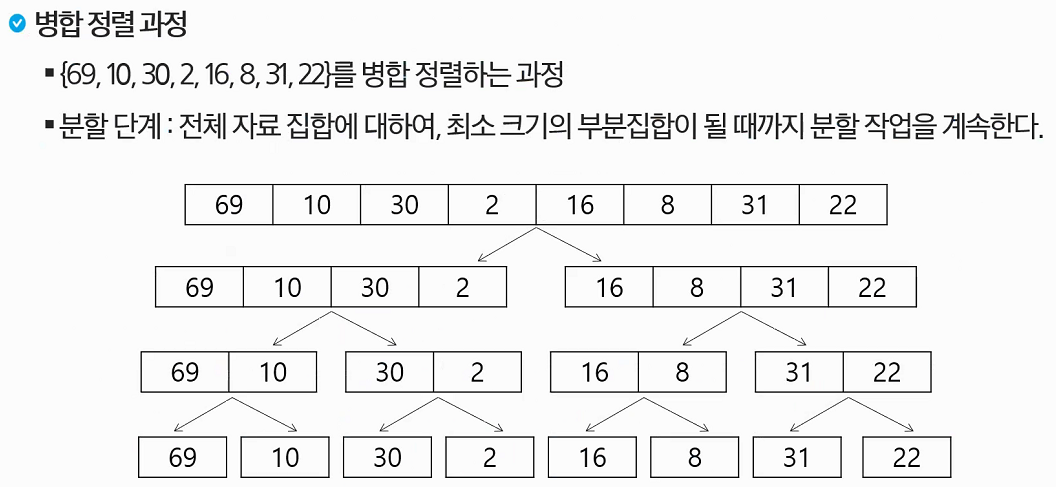 병합 정렬 과정
▪ {69, 10, 30, 2, 16, 8, 31, 22}를 병합 정렬하는 과정
▪ 분할 단계 : 전체 자료 집합에 대하여, 최소 크기의 부분집합이 될 때까지 분할 작업을 계속한다.
69 10 30 2 16 8 31 22
69 10 30 2 16 8 31 22
69 10 30 2 16 8 31 22
69 10 30 2 16 8 31 22